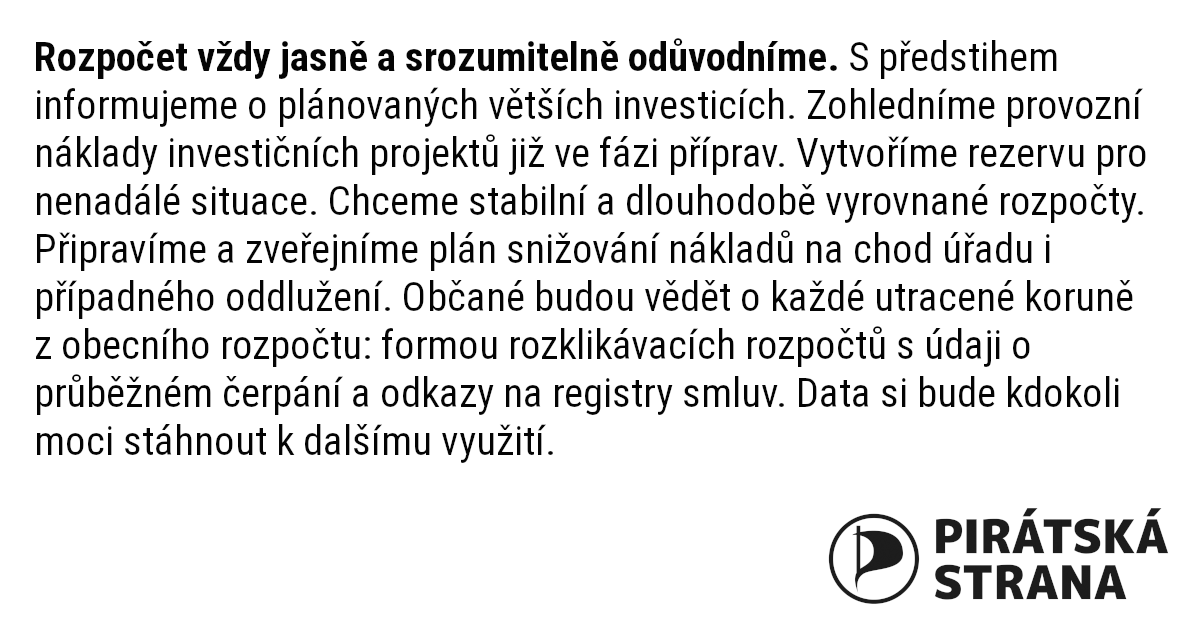 Rozpočet vždy jasně a srozumitelně odůvodníme. S předstihem
informujeme o plánovaných větších investicích. Zohledníme provozní
náklady investičních projektů již ve fázi příprav. Vytvoříme rezervu pro
nenadálé situace. Chceme stabilní a dlouhodobě vyrovnané rozpočty.
Připravíme a zveřejníme plán snižování nákladů na chod úřadu i
případného oddlužení. Občané budou vědět o každé utracené koruně
z obecního rozpočtu: formou rozklikávacích rozpočtů s údaji o
průběžném čerpání a odkazy na registry smluv. Data si bude kdokoli
moci stáhnout k dalšímu využití.
PIRÁTSKÁ
STRANA